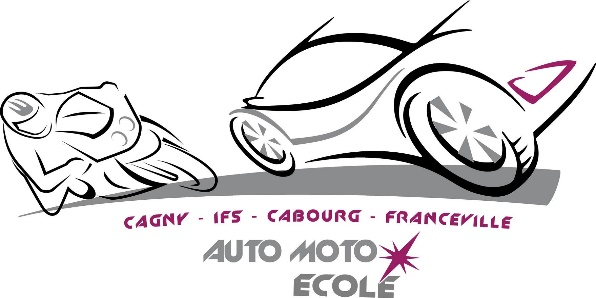 CAGNY - IFS - CABOURG - FRANCEVILLE
AUTO MOTO
ECOLE